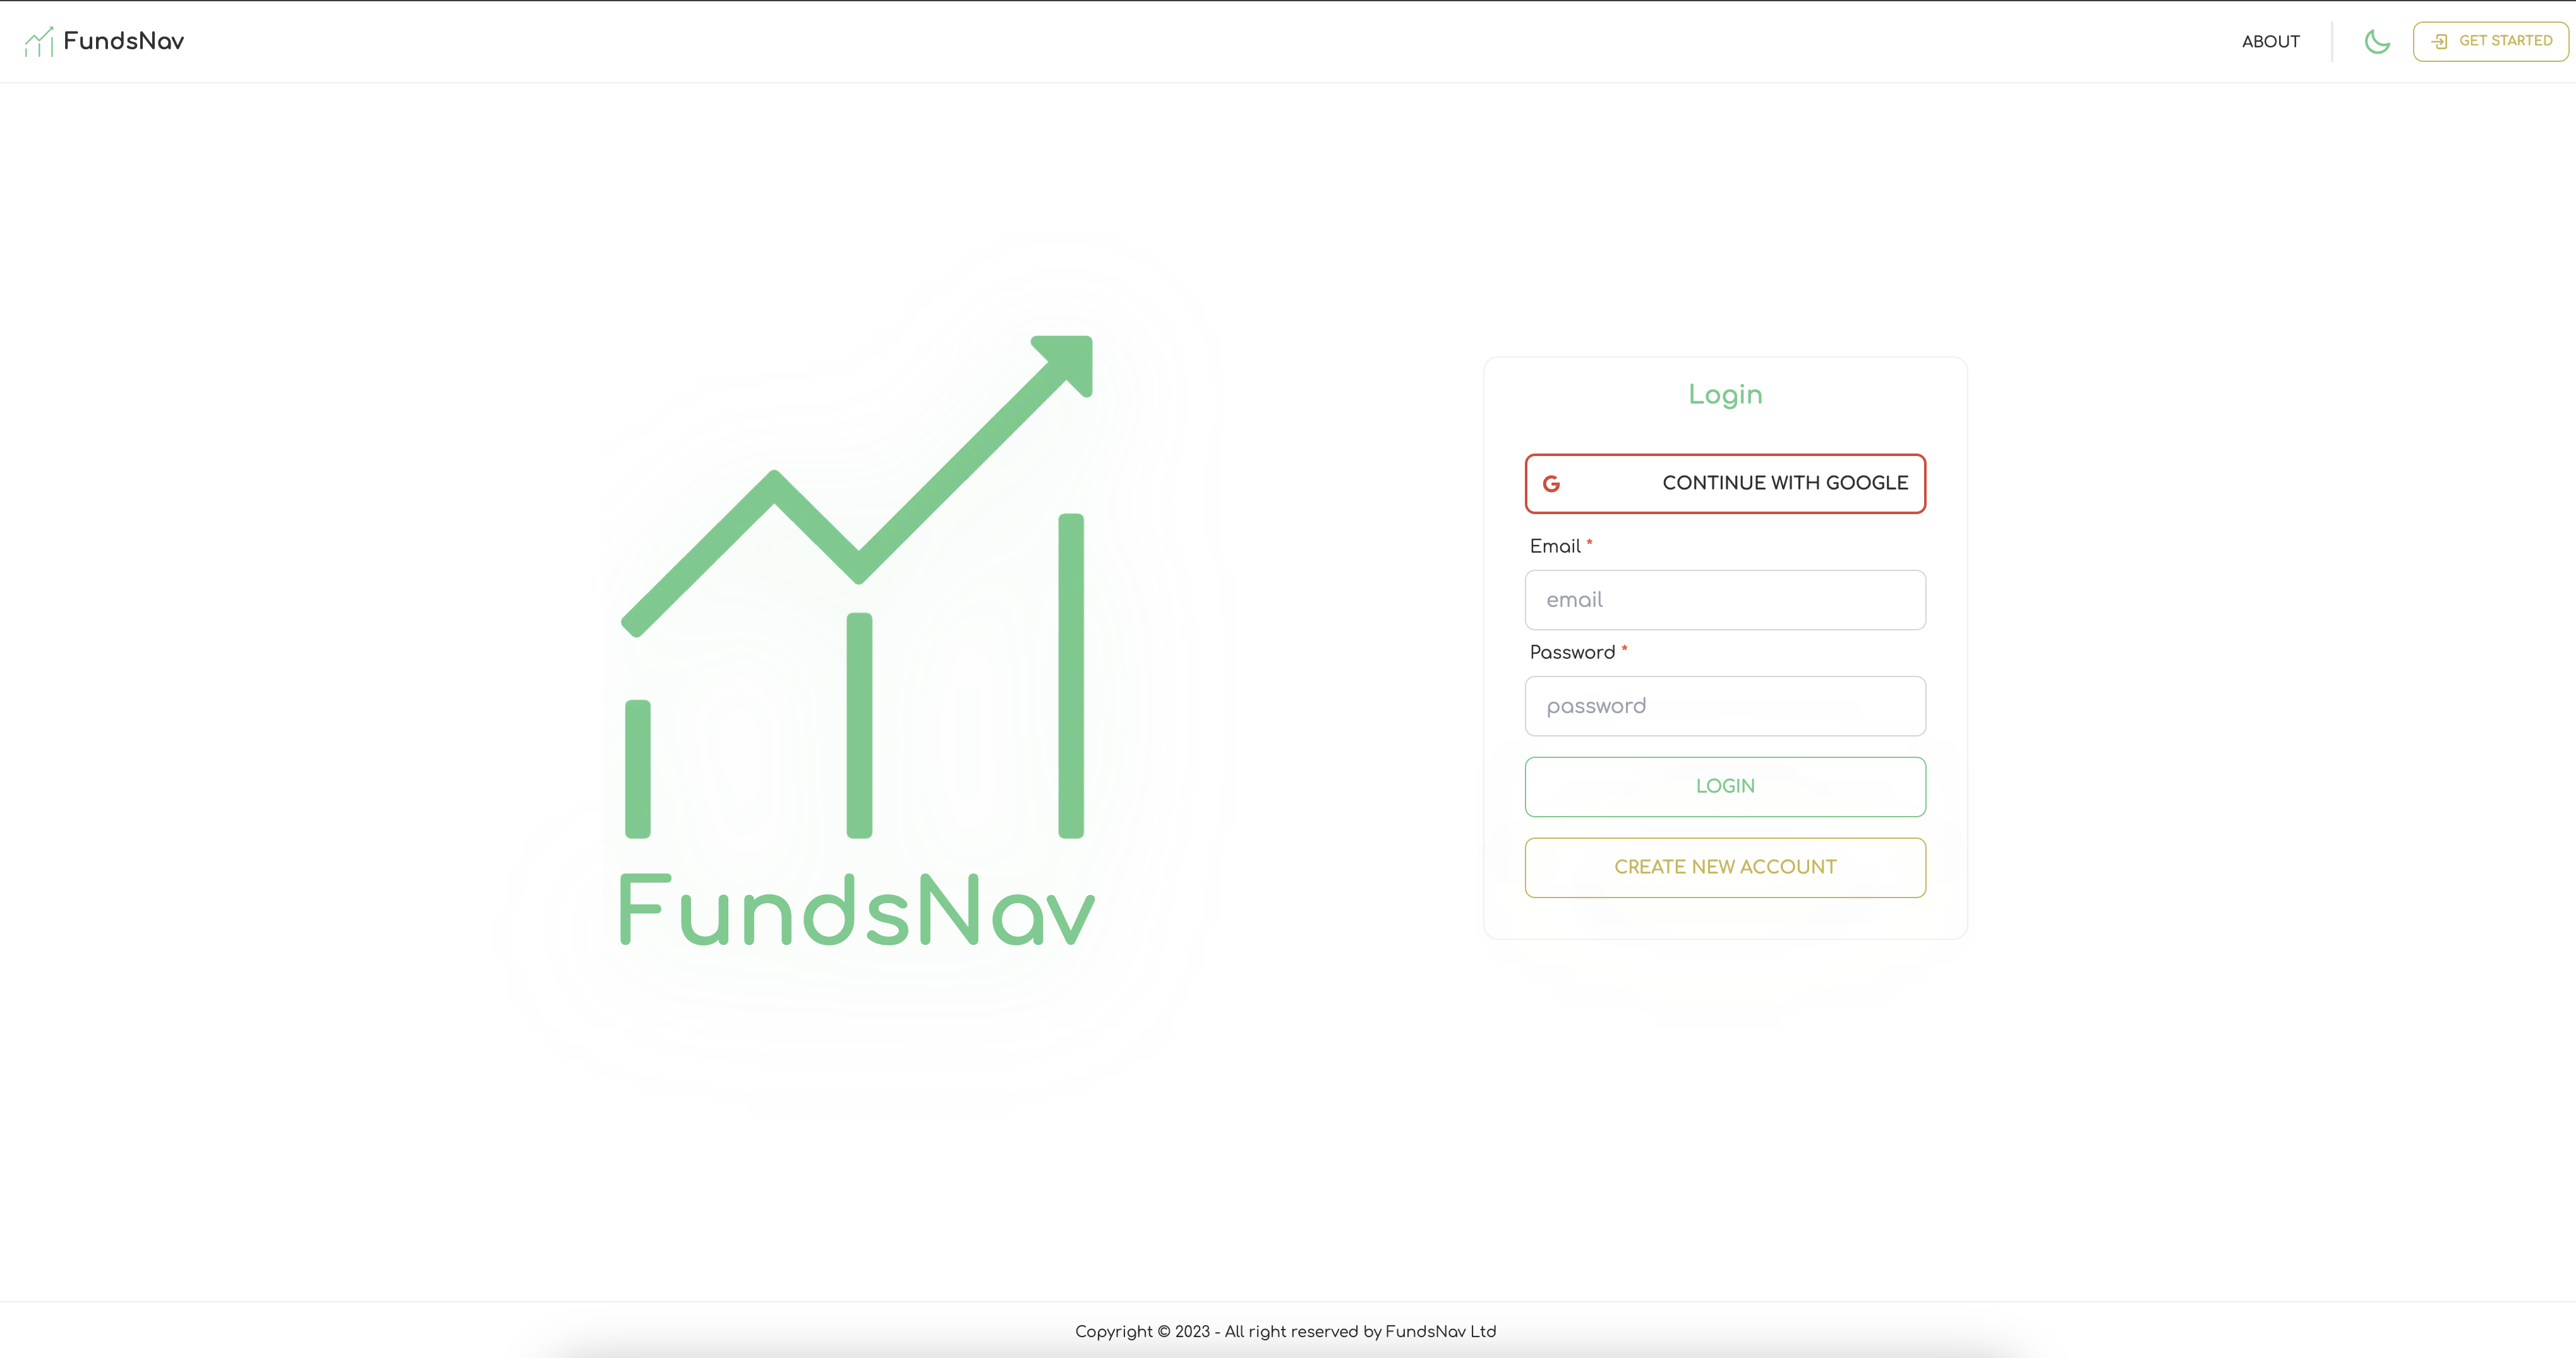 FundsNav
ABOUT
GET STARTED
FundsNav
Login
G CONTINUE WITH GOOGLE
Email *
email
Password *
password
LOGIN
CREATE NEW ACCOUNT
Copyright © 2023 - All right reserved by FundsNav Ltd